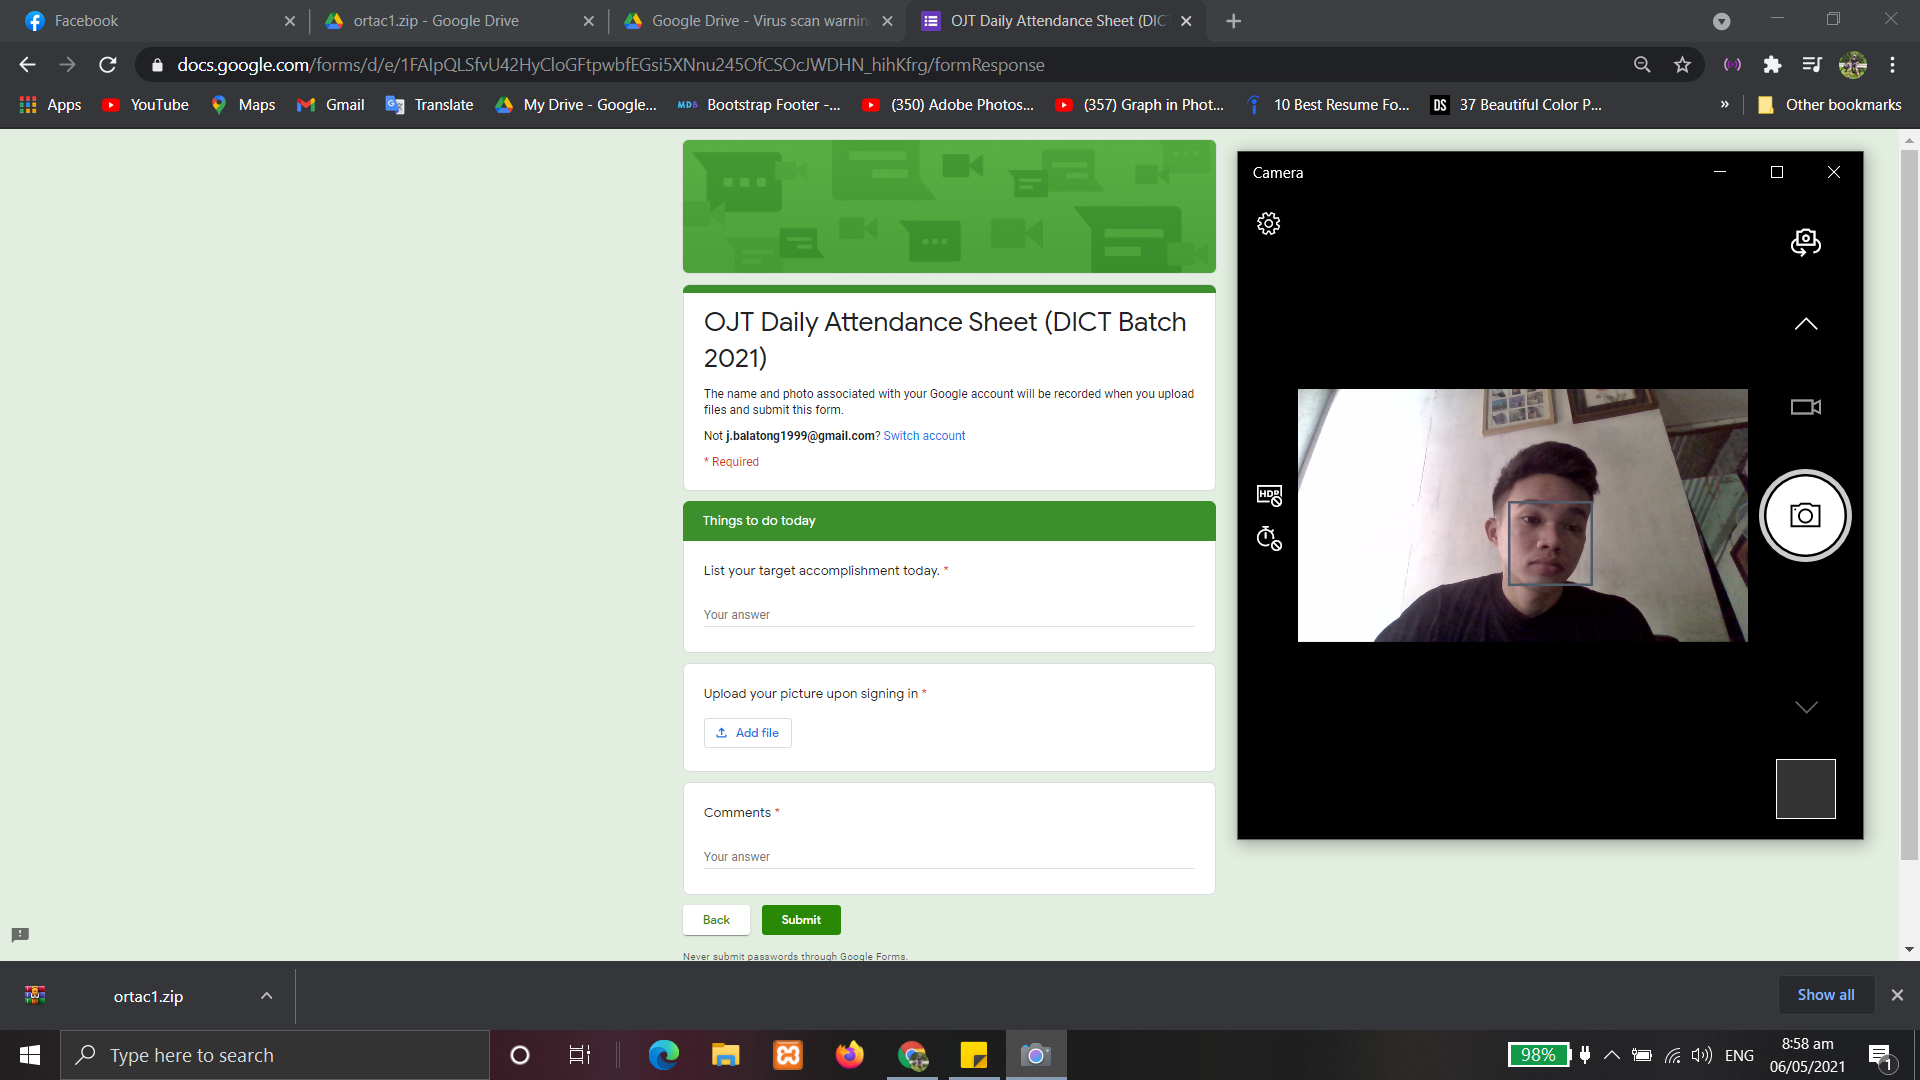 Facebook
ortac1.zip - Google Drive
Google Drive - Virus scan warnin
OJT Daily Attendance Sheet (DIC
docs.google.com/forms/d/e/1FAIpQLSfvU42HyCloGFtpwbfEGsi5XNnu245OfCSOcJWDHN_hihKfrg/formResponse
Apps
YouTube
Maps
Gmail
Translate
My Drive - Google...
MDB
Bootstrap Footer -...
(350) Adobe Photos...
(357) Graph in Phot...
10 Best Resume Fo...
DS
37 Beautiful Color P...
»
Other bookmarks
Camera
OJT Daily Attendance Sheet (DICT Batch
2021)
The name and photo associated with your Google account will be recorded when you upload
files and submit this form.
Not j.balatong1999@gmail.com? Switch account
* Required
Things to do today
List your target accomplishment today. *
Your answer
HDR
Upload your picture upon signing in *
Add file
Comments *
Your answer
Back
Submit
Never submit passwords through Google Forms.
ortac1.zip
Show all
Type here to search
98%
ENG
8:58 am
06/05/2021
1